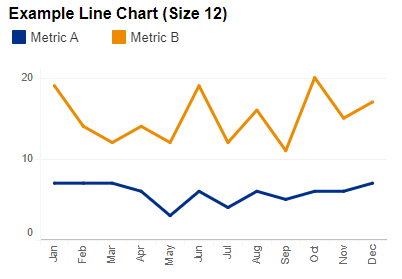 Example Line Chart (Size 12)
Metric A Metric B
20
10
0
Jan Feb Mar Apr May Jun Jul Aug Sep Oct Nov Dec